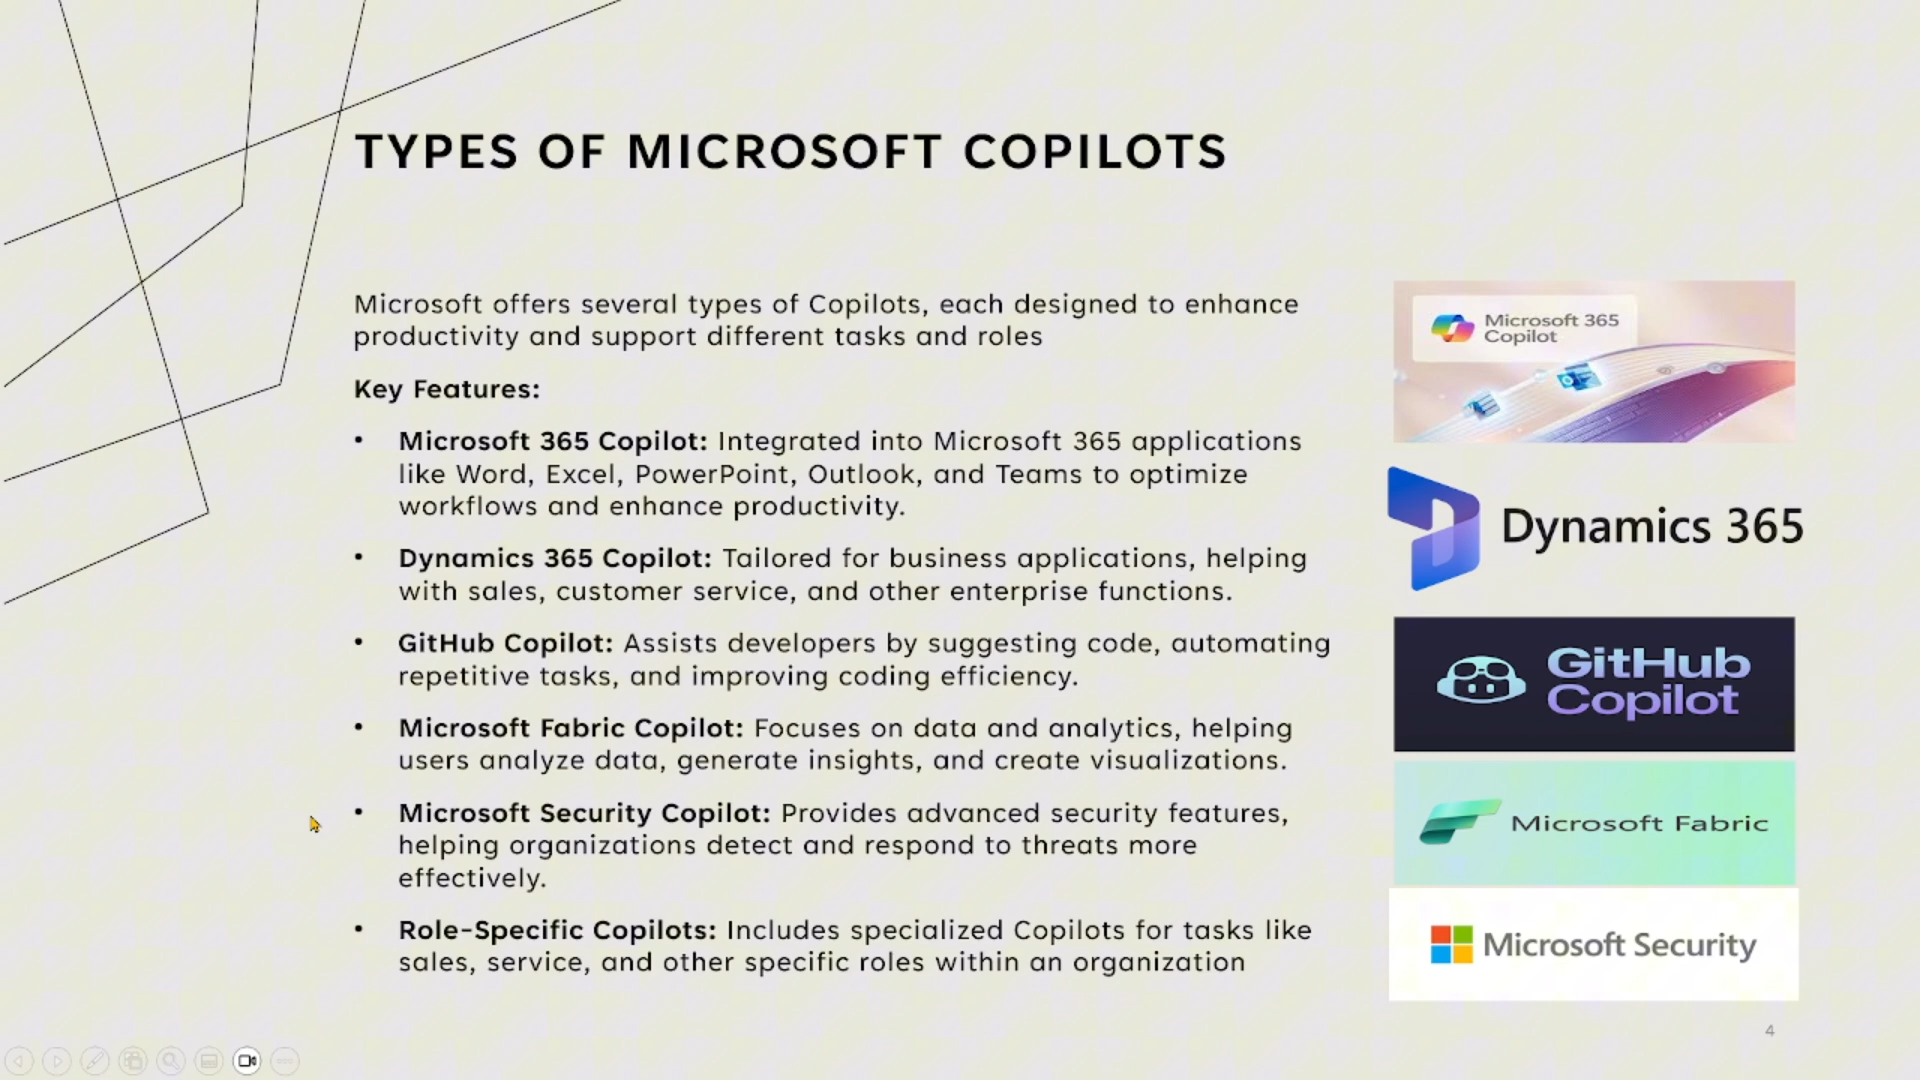 TYPES OF MICROSOFT COPILOTS
Microsoft offers several types of Copilots, each designed to enhance
productivity and support different tasks and roles
Key Features:
• Microsoft 365 Copilot: Integrated into Microsoft 365 applications
like Word, Excel, PowerPoint, Outlook, and Teams to optimize
workflows and enhance productivity.
• Dynamics 365 Copilot: Tailored for business applications, helping
with sales, customer service, and other enterprise functions.
• GitHub Copilot: Assists developers by suggesting code, automating
repetitive tasks, and improving coding efficiency.
• Microsoft Fabric Copilot: Focuses on data and analytics, helping
users analyze data, generate insights, and create visualizations.
• Microsoft Security Copilot: Provides advanced security features,
helping organizations detect and respond to threats more
effectively.
• Role-Specific Copilots: Includes specialized Copilots for tasks like
sales, service, and other specific roles within an organization
Microsoft 365
Copilot
Dynamics 365
GitHub
Copilot
Microsoft Fabric
Microsoft Security
4